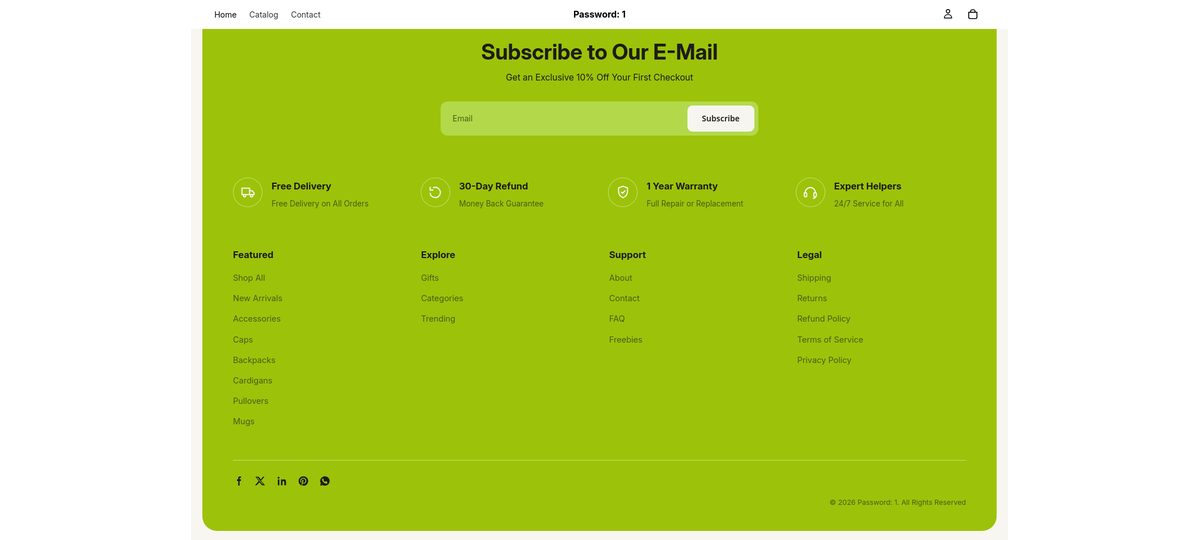 Home Catalog Contact Password: 1
Subscribe to Our E-Mail
Get an Exclusive 10% Off Your First Checkout
Email Subscribe
Free Delivery
Free Delivery on All Orders
30-Day Refund
Money Back Guarantee
1 Year Warranty
Full Repair or Replacement
Expert Helpers
24/7 Service for All
Featured
Shop All
New Arrivals
Accessories
Caps
Backpacks
Cardigans
Pullovers
Mugs
Explore
Gifts
Categories
Trending
Support
About
Contact
FAQ
Freebies
Legal
Shipping
Returns
Refund Policy
Terms of Service
Privacy Policy
© 2026 Password: 1. All Rights Reserved